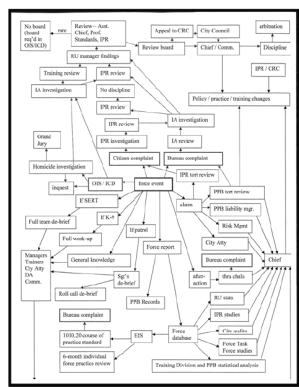 No board
(board
req'd in
OIS/ICD)
rare
Review-- Asst.
Chief, Prof.
Standards, IPR
Appeal to CRC
City Council
arbitration
Review board
Chief / Comm.
Discipline
RU manager findings
IPR / CRC
Training review
IPR review
IA investigation
No discipline
Policy / practice / training changes
IPR review
IPR review
IA investigation
Grand
Jury
IPR investigation
IA review
Citizen complaint
Bureau complaint
Homicide investigation
IPR tort review
inquest
OIS / ICD
force event
PPB tort review
claim
PPB liability mgr.
If SERT
If K-9
Risk Mgmt
Full team de-brief
If patrol
City Atty
Full work-up
Force report
Bureau complaint
Chief
Managers
Trainers
City Atty
DA
Comm.
General knowledge
after-
action
thru chain
Sgt's
de-brief
RU stats
Roll-call de-brief
PPB Records
IPR studies
Bureau complaint
City studies
1010.20 course of
practice standard
EIS
Force
database
Force Task
Force studies
6-month individual
force practice review
Training Division and PPB statistical analysis